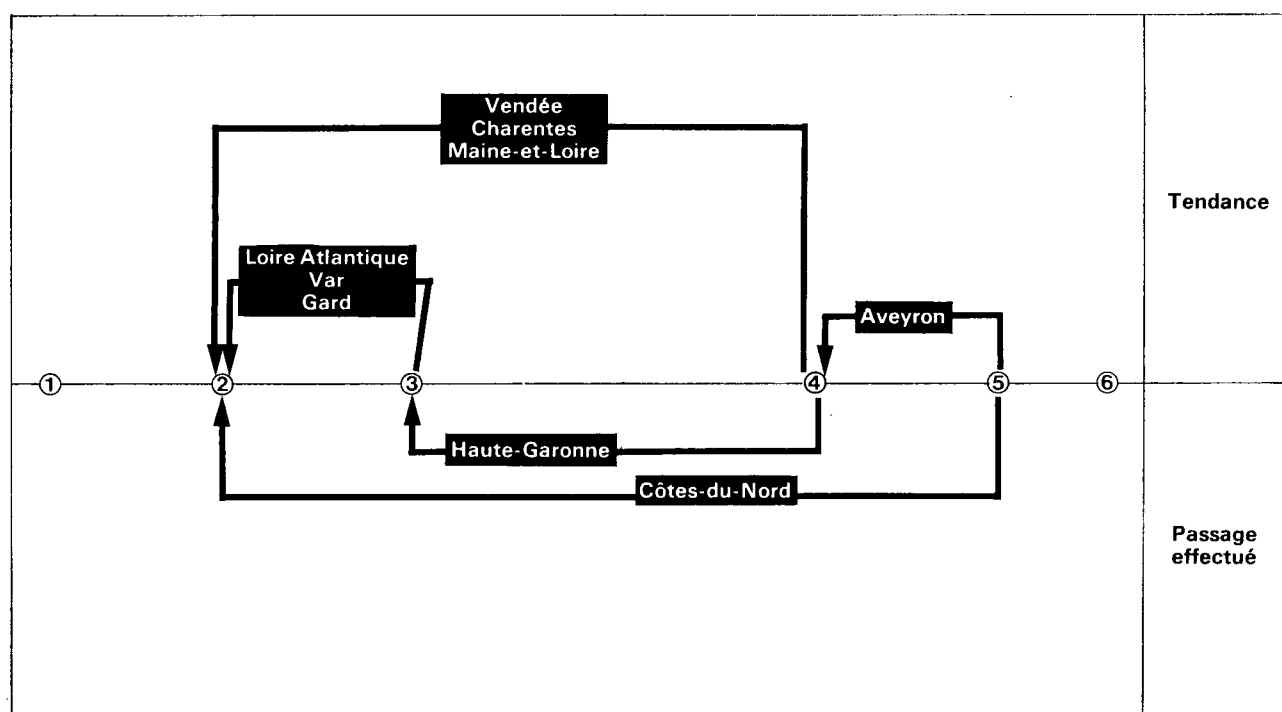 Vendée
Charentes
Maine-et-Loire
Tendance
Loire Atlantique
Var
Gard
Aveyron
1 2 3 4 5 6
Haute-Garonne
Côtes-du-Nord
Passage
effectué